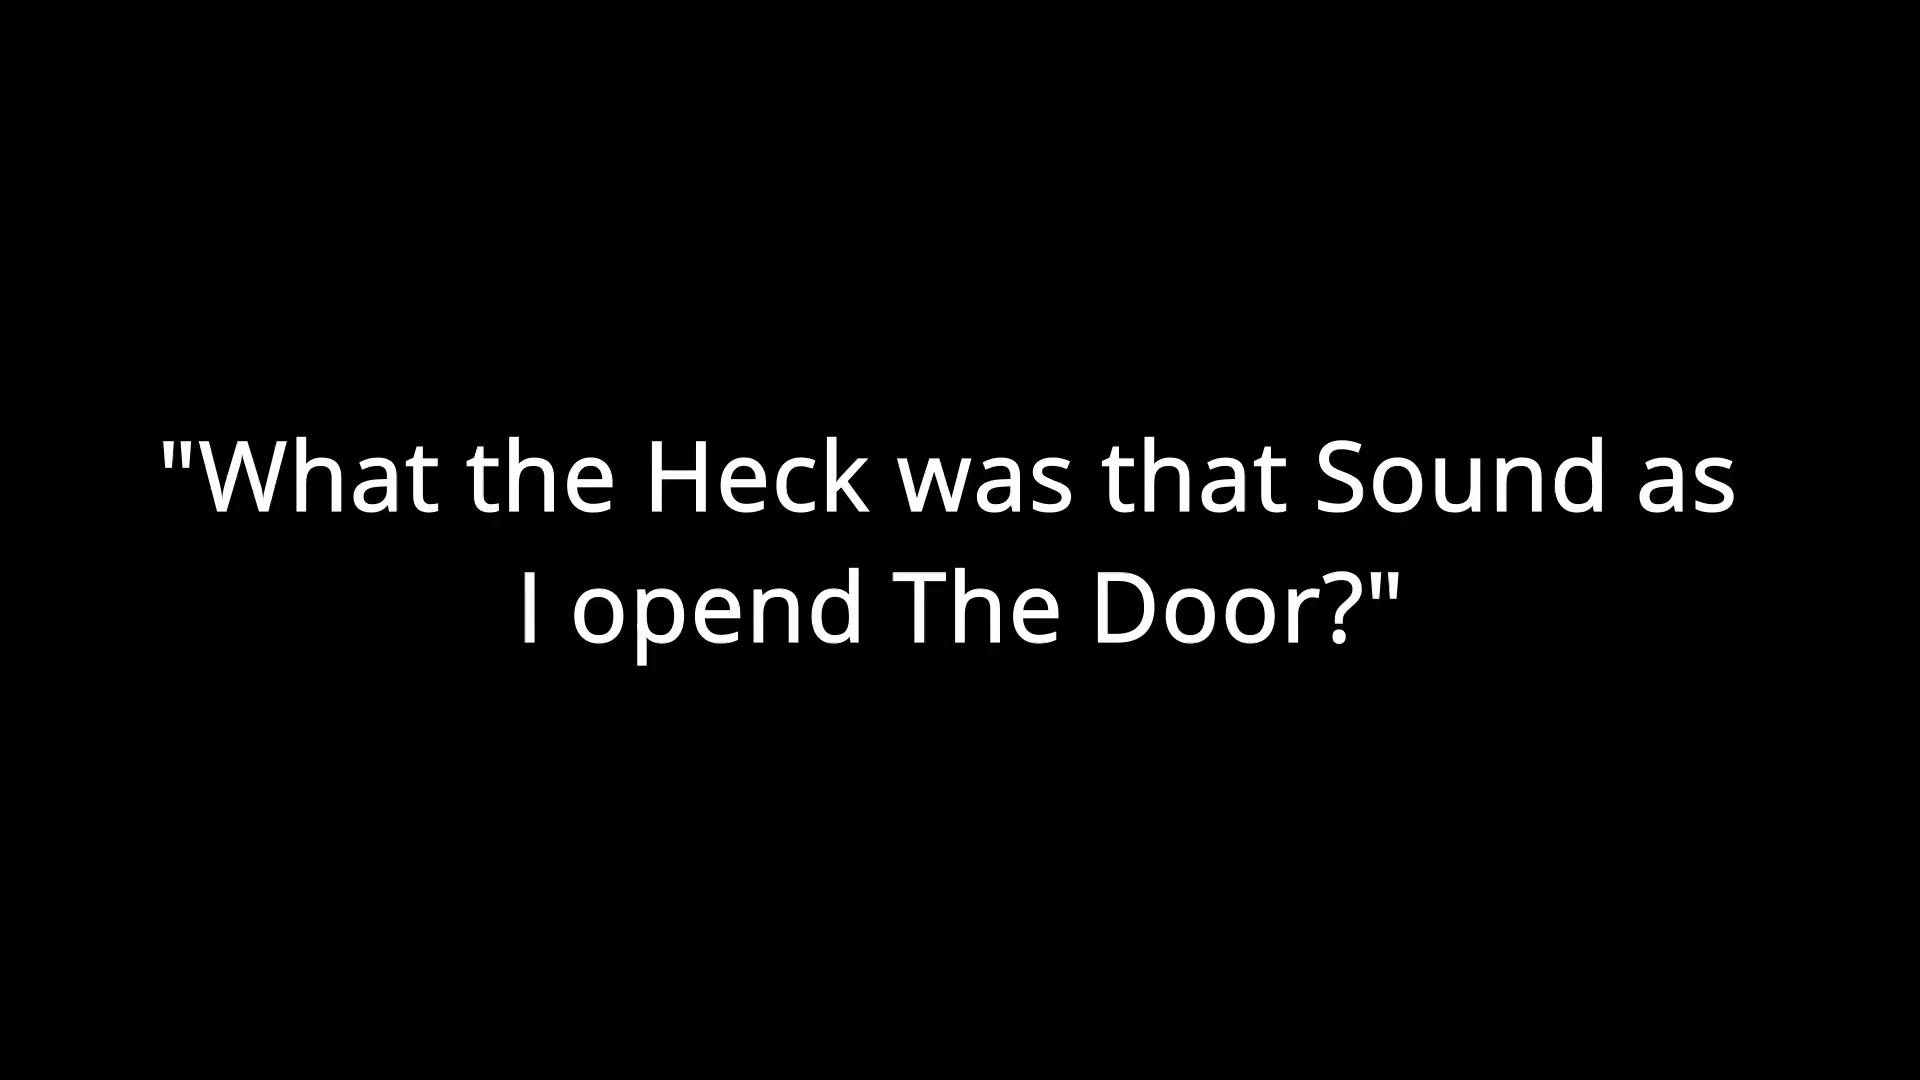 "What the Heck was that Sound as
I opend The Door?"